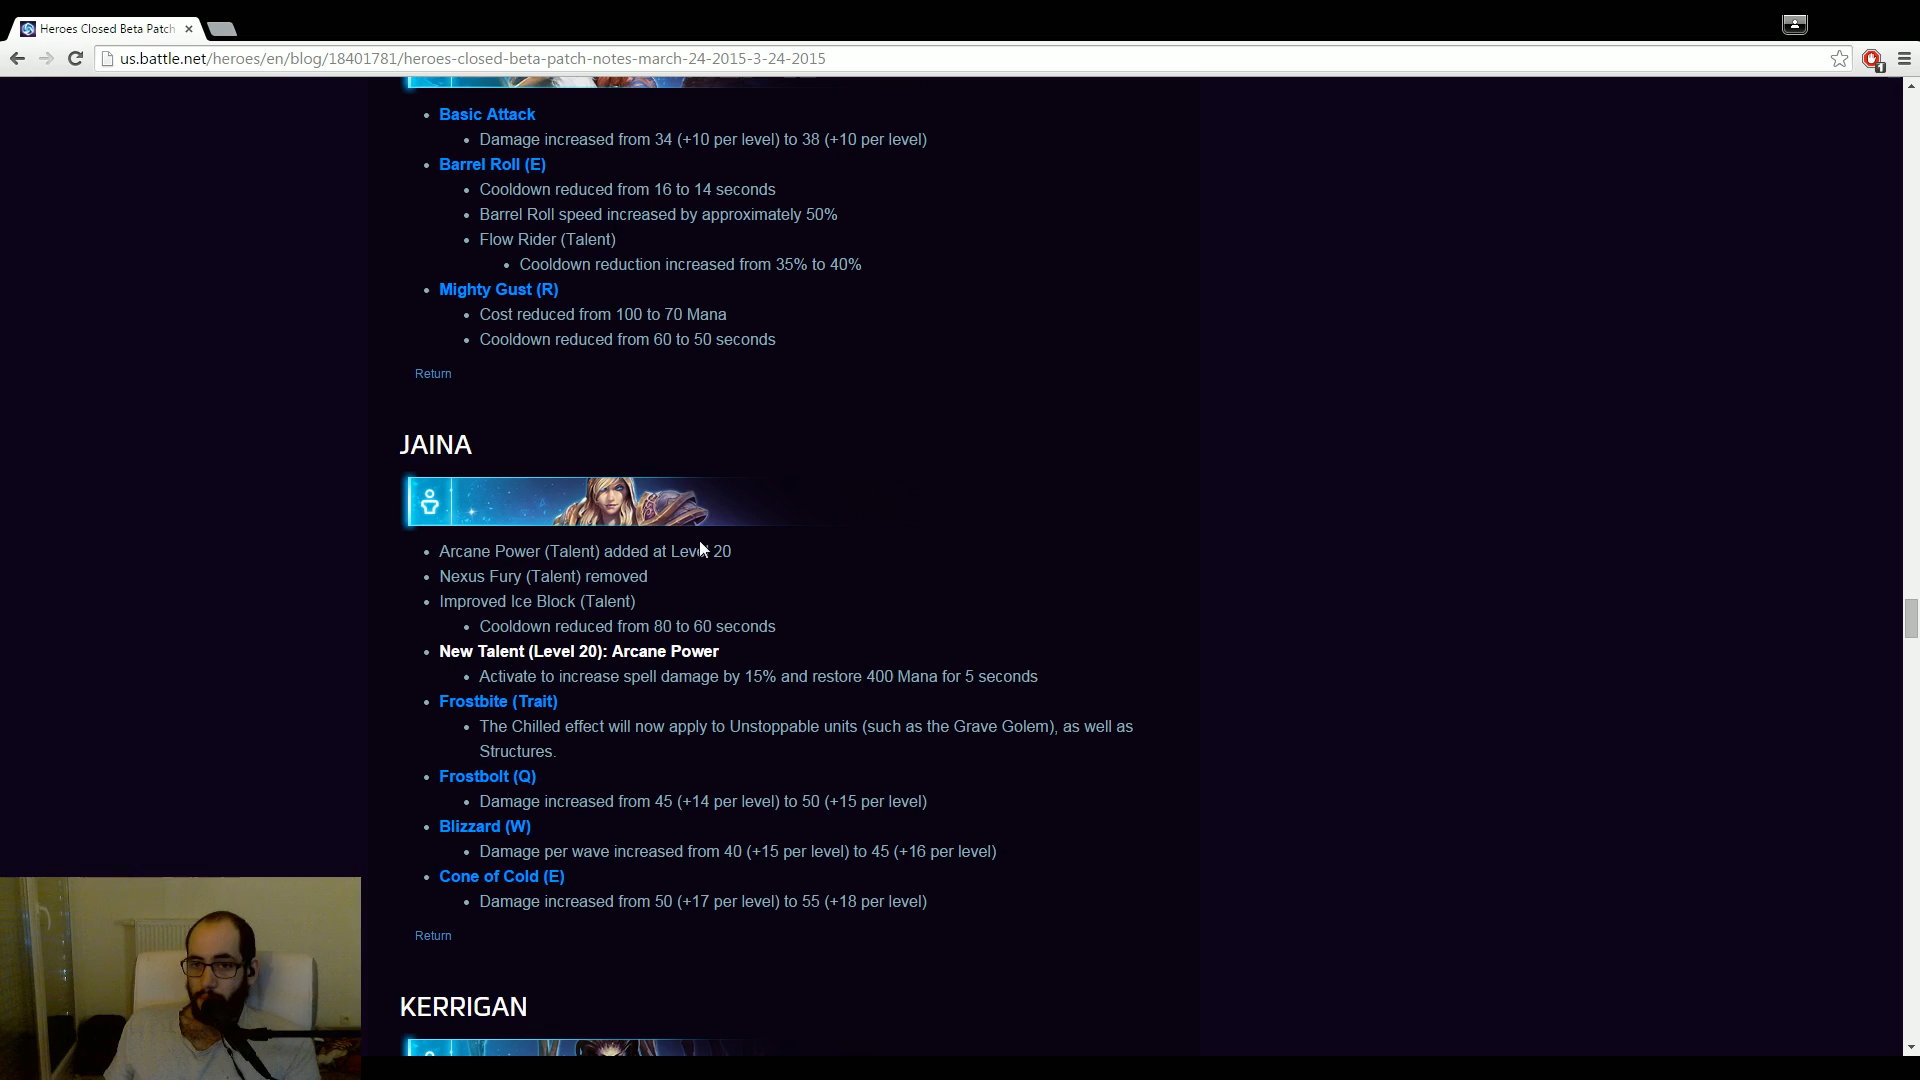 Heroes Closed Beta Patch
us.battle.net/heroes/en/blog/18401781/heroes-closed-beta-patch-notes-march-24-2015-3-24-2015
1
Basic Attack
Damage increased from 34 (+10 per level) to 38 (+10 per level)
Barrel Roll (E)
Cooldown reduced from 16 to 14 seconds
Barrel Roll speed increased by approximately 50%
Flow Rider (Talent)
Cooldown reduction increased from 35% to 40%
Mighty Gust (R)
Cost reduced from 100 to 70 Mana
Cooldown reduced from 60 to 50 seconds
Return
JAINA
Arcane Power (Talent) added at Level 20
Nexus Fury (Talent) removed
Improved Ice Block (Talent)
Cooldown reduced from 80 to 60 seconds
New Talent (Level 20): Arcane Power
Activate to increase spell damage by 15% and restore 400 Mana for 5 seconds
Frostbite (Trait)
The Chilled effect will now apply to Unstoppable units (such as the Grave Golem), as well as
Structures.
Frostbolt (Q)
Damage increased from 45 (+14 per level) to 50 (+15 per level)
Blizzard (W)
Damage per wave increased from 40 (+15 per level) to 45 (+16 per level)
Cone of Cold (E)
Damage increased from 50 (+17 per level) to 55 (+18 per level)
Return
KERRIGAN